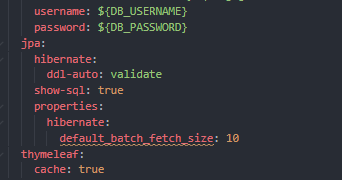 username: ${DB_USERNAME}
password: ${DB_PASSWORD}
jpa:
hibernate:
ddl-auto: validate
show-sql: true
properties:
hibernate:
default_batch_fetch_size: 10
thymeleaf:
cache: true